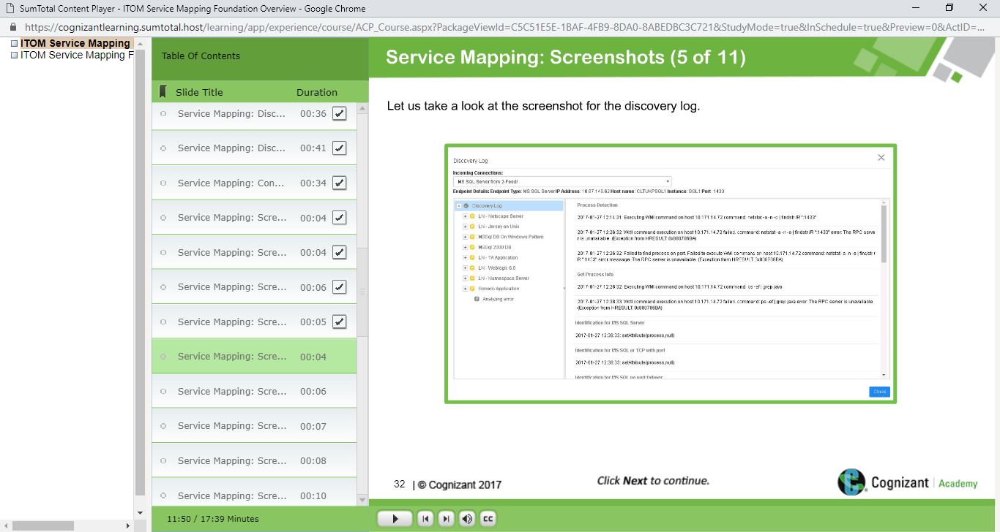 SumTotal Content Player - ITOM Service Mapping Foundation Overview - Google Chrome
https://cognizantlearning.sumtotal.host/learning/app/experience/course/ACP_Course.aspx?PackageViewId=C5C51E5E-1BAF-4FB9-8DA0-8ABEDBC3C721&StudyMode=true&InSchedule=true&Preview=0&ActID=...
ITOM Service Mapping
ITOM Service Mapping F
Table Of Contents
Slide Title Duration
Service Mapping: Disc... 00:36
Service Mapping: Disc... 00:41
Service Mapping: Con... 00:34
Service Mapping: Scre... 00:04
Service Mapping: Scre... 00:04
Service Mapping: Scre... 00:06
Service Mapping: Scre... 00:05
Service Mapping: Scre... 00:04
Service Mapping: Scre... 00:06
Service Mapping: Scre... 00:07
Service Mapping: Scre... 00:08
Service Mapping: Scre... 00:10
11:50 / 17:39 Minutes
Service Mapping: Screenshots (5 of 11)
Let us take a look at the screenshot for the discovery log.
Discovery Log
Incoming Connections:
MS SQL Server from 2-Feed/
Endpoint Details: Endpoint Type: MS SQL Server IP Address: 10.67.146.62 Host name: CLTUKPSQL1 Instance: SQL1 Port: 1433
Discovery Log
LN - Netscape Server
LN - Jersey on Unix
MSSql DB On Windows Pattern
MSSql 2000 DB
LN - TA Application
LN - Weblogic 6.0
LN - Namespace Server
Generic Application
Analyzing error
Process Detection
2017-01-27 12:14:31: Executing WMI command on host 10.171.14.72 command: netstat -a -n -o | findstr /R ":1433"
2017-01-27 12:26:32: WMI command execution on host 10.171.14.72 failed. command: netstat -a -n -o | findstr /R ":1433" error: The RPC serve
r is unavailable. (Exception from HRESULT: 0x800706BA)
2017-01-27 12:26:32: Failed to find process on port. Failed to execute WMI command on host 10.171.14.72 command: netstat -a -n -o | findstr /
R ":1433" error message: The RPC server is unavailable. (Exception from HRESULT: 0x800706BA)
Get Process Info
2017-01-27 12:26:32: Executing WMI command on host 10.171.14.72 command: ps -ef | grep java
2017-01-27 12:38:33: WMI command execution on host 10.171.14.72 failed. command: ps -ef | grep java error: The RPC server is unavailable.
(Exception from HRESULT: 0x800706BA)
Identification for MS SQL Server
2017-01-27 12:38:33: setAttribute(process,null)
Identification for MS SQL or TCP with port
2017-01-27 12:38:33: setAttribute(process,null)
Identification for MS SQL no port failover
Close
32 | © Cognizant 2017
Click Next to continue.
Cognizant | Academy
CC